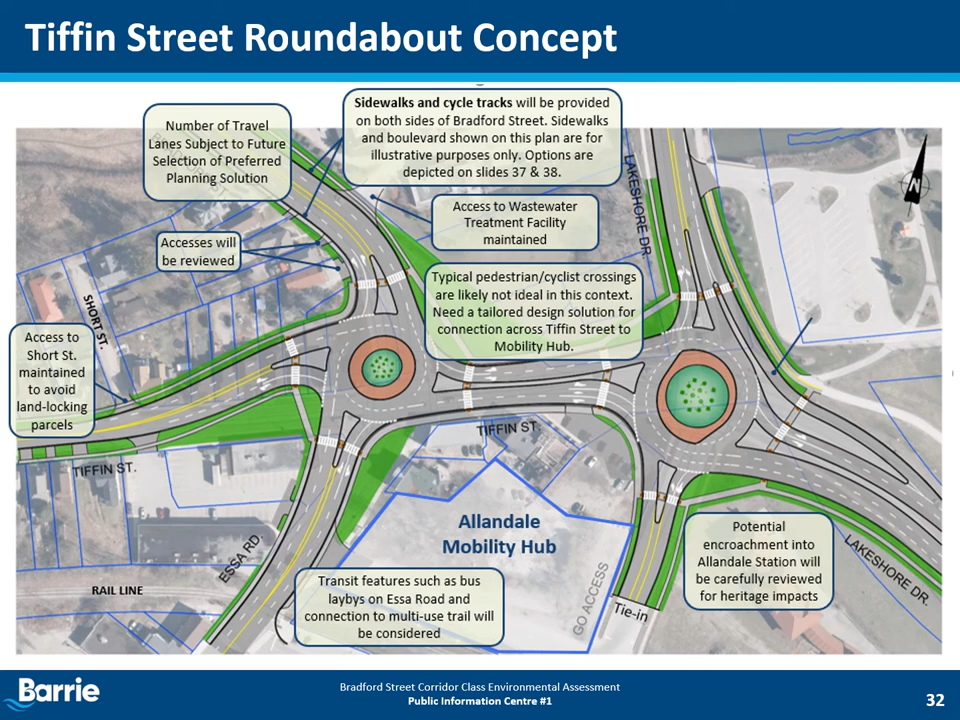 Tiffin Street Roundabout Concept
Number of Travel
Lanes Subject to Future
Selection of Preferred
Planning Solution
Sidewalks and cycle tracks will be provided
on both sides of Bradford Street. Sidewalks
and boulevard shown on this plan are for
illustrative purposes only. Options are
depicted on slides 37 & 38.
Access to Wastewater
Treatment Facility
maintained
Accesses will
be reviewed
Typical pedestrian/cyclist crossings
are likely not ideal in this context.
Need a tailored design solution for
connection across Tiffin Street to
Mobility Hub.
LAKESHORE DR.
N
SHORT ST.
Access to
Short St.
maintained
to avoid
land-locking
parcels
TIFFIN ST.
TIFFIN ST.
Allandale
Mobility Hub
ESSA RD.
RAIL LINE
Transit features such as bus
laybys on Essa Road and
connection to multi-use trail will
be considered
GO ACCESS
Tie-in
Potential
encroachment into
Allandale Station will
be carefully reviewed
for heritage impacts
LAKESHORE DR.
Barrie
Bradford Street Corridor Class Environmental Assessment
Public Information Centre #1
32